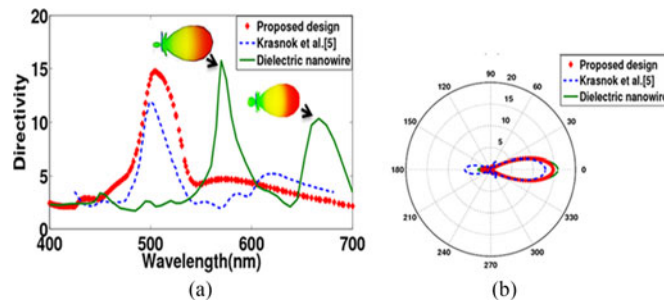 Proposed design
Krasnok et al.[5]
Dielectric nanowire
20
15
10
5
0
400
500
600
700
Directivity
Wavelength(nm)
(a)
Proposed design
Krasnok et al.[5]
Dielectric nanowire
90
120
60
150
30
180
0
210
330
240
300
270
20
15
10
5
(b)